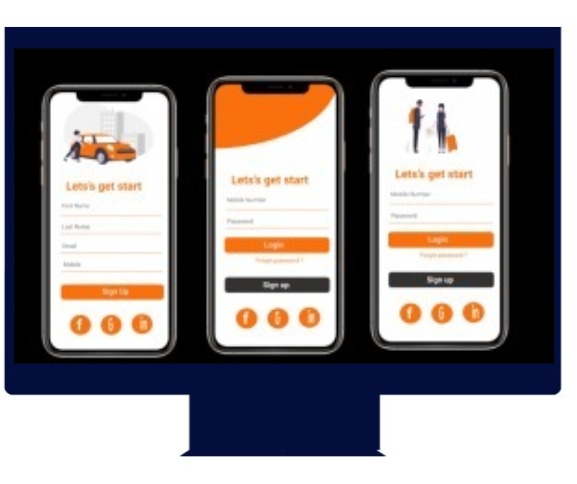 Lets's get start
First Name
Last Name
Email
Mobile
Sign Up
f G in
Lets's get start
Mobile Number
Password
Login
Forgot password ?
Sign up
f G in
Lets's get start
Mobile Number
Password
Login
Forgot password ?
Sign up
f G in